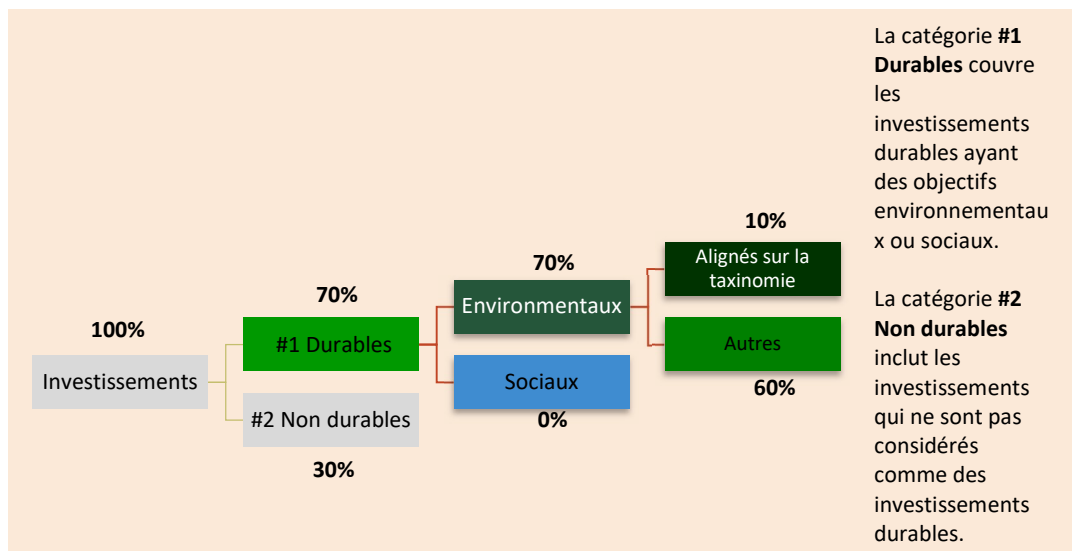 La catégorie #1
Durables couvre
les
investissements
durables ayant
des objectifs
environnementau
x ou sociaux.
La catégorie #2
Non durables
inclut les
investissements
qui ne sont pas
considérés
comme des
investissements
durables.
100%
Investissements
70%
#1 Durables
#2 Non durables
30%
70%
Environmentaux
Sociaux
0%
10%
Alignés sur la
taxinomie
Autres
60%